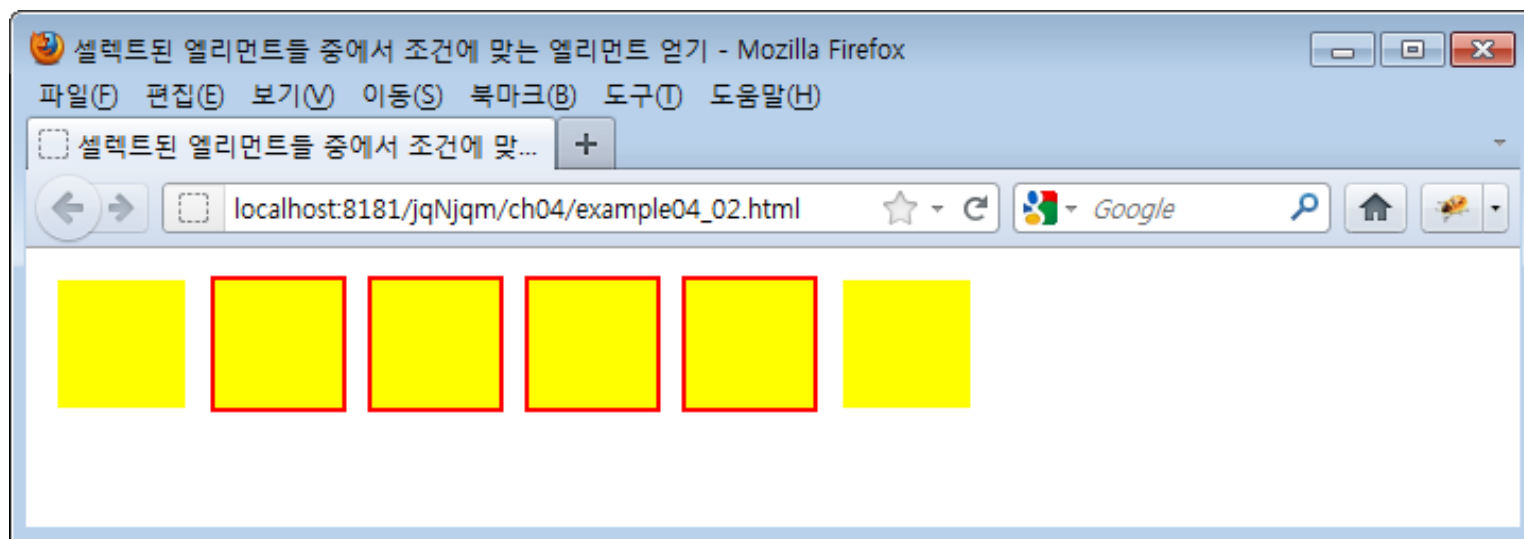 셀렉트된 엘리먼트들 중에서 조건에 맞는 엘리먼트 얻기 - Mozilla Firefox
파일(F) 편집(E) 보기(V) 이동(S) 북마크(B) 도구(T) 도움말(H)
셀렉트된 엘리먼트들 중에서 조건에 맞...
localhost:8181/jqNjqm/ch04/example04_02.html Google